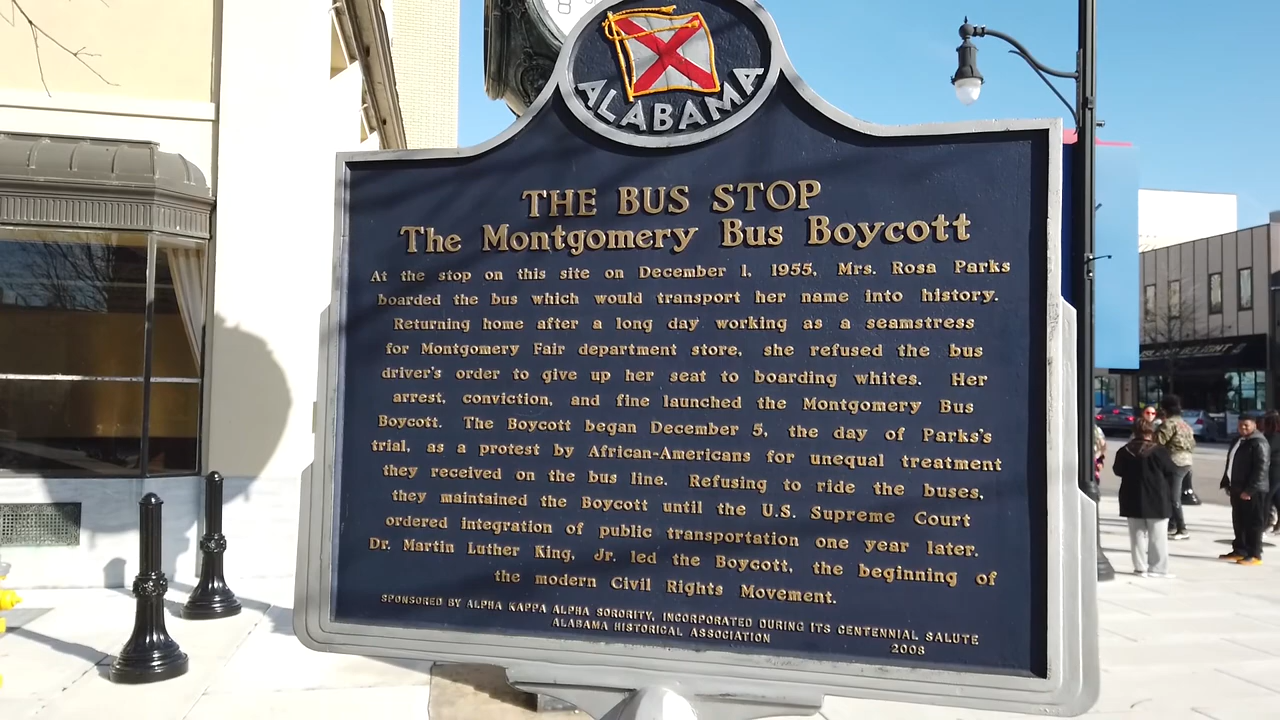 ALABAMA
THE BUS STOP
The Montgomery Bus Boycott
At the stop on this site on December 1, 1955, Mrs. Rosa Parks
boarded the bus which would transport her name into history.
Returning home after a long day working as a seamstress
for Montgomery Fair department store, she refused the bus
driver's order to give up her seat to boarding whites. Her
arrest, conviction, and fine launched the Montgomery Bus
Boycott. The Boycott began December 5, the day of Parks's
trial, as a protest by African-Americans for unequal treatment
they received on the bus line. Refusing to ride the buses,
they maintained the Boycott until the U.S. Supreme Court
ordered integration of public transportation one year later.
Dr. Martin Luther King, Jr. led the Boycott, the beginning of
the modern Civil Rights Movement.
SPONSORED BY ALPHA KAPPA ALPHA SORORITY, INCORPORATED DURING ITS CENTENNIAL SALUTE
ALABAMA HISTORICAL ASSOCIATION
2008